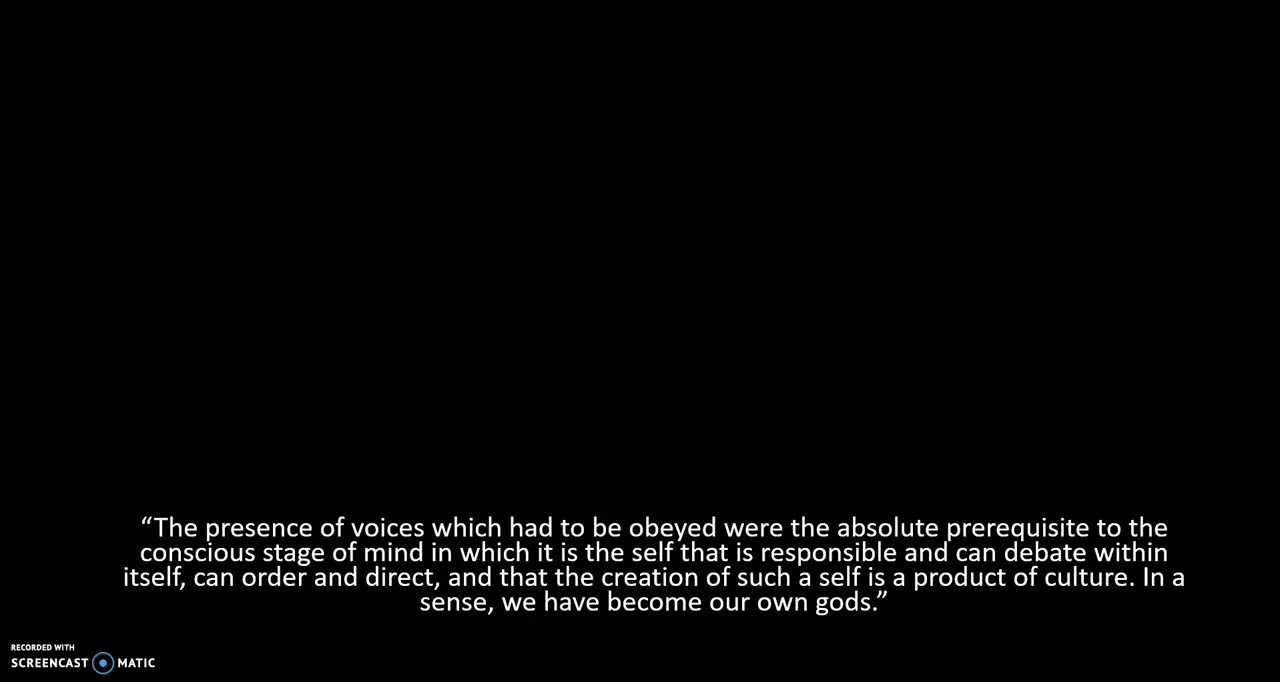 “The presence of voices which had to be obeyed were the absolute prerequisite to the
conscious stage of mind in which it is the self that is responsible and can debate within
itself, can order and direct, and that the creation of such a self is a product of culture. In a
sense, we have become our own gods.”
RECORDED WITH
SCREENCAST MATIC